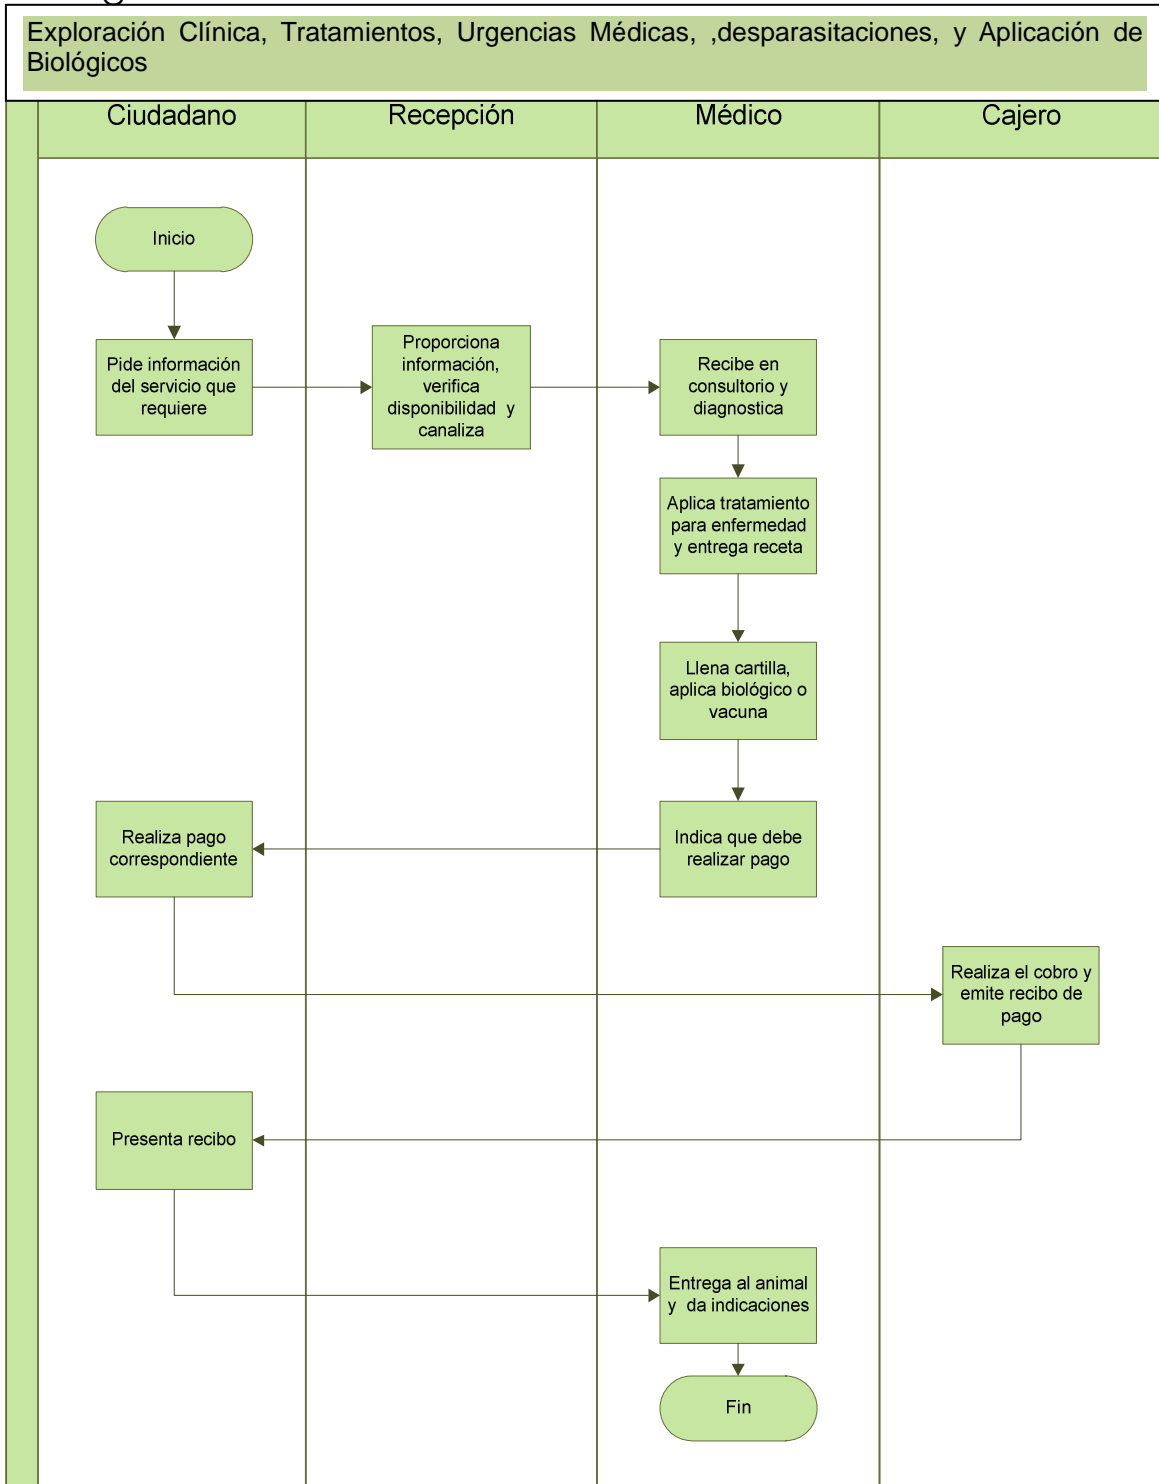 Exploración Clínica, Tratamientos, Urgencias Médicas, ,desparasitaciones, y Aplicación de
Biológicos
Ciudadano
Recepción
Médico
Cajero
Inicio
Pide información
del servicio que
requiere
Proporciona
información,
verifica
disponibilidad y
canaliza
Recibe en
consultorio y
diagnostica
Aplica tratamiento
para enfermedad
y entrega receta
Llena cartilla,
aplica biológico o
vacuna
Indica que debe
realizar pago
Realiza pago
correspondiente
Realiza el cobro y
emite recibo de
pago
Presenta recibo
Entrega al animal
y da indicaciones
Fin